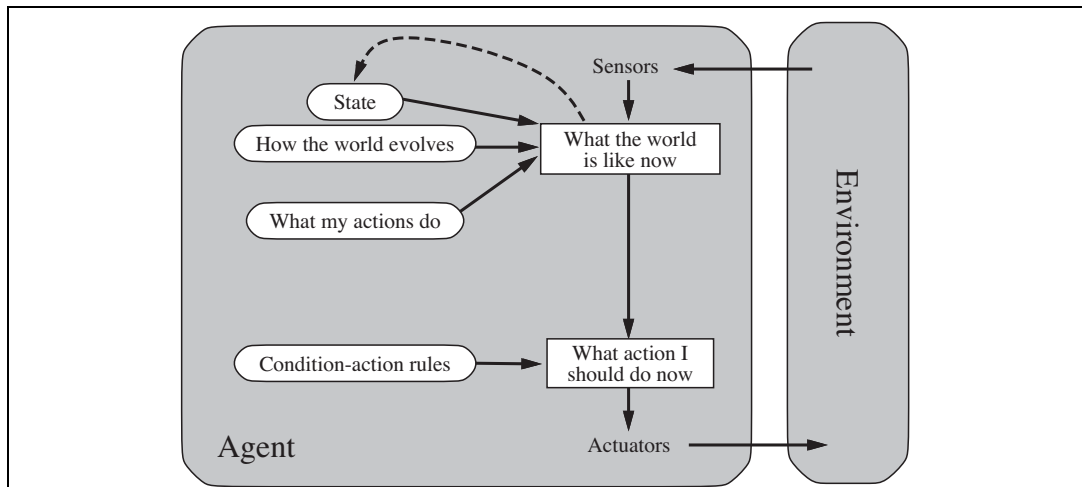 Sensors
State
What the world
is like now
How the world evolves
What my actions do
Environment
Condition-action rules
What action I
should do now
Agent
Actuators